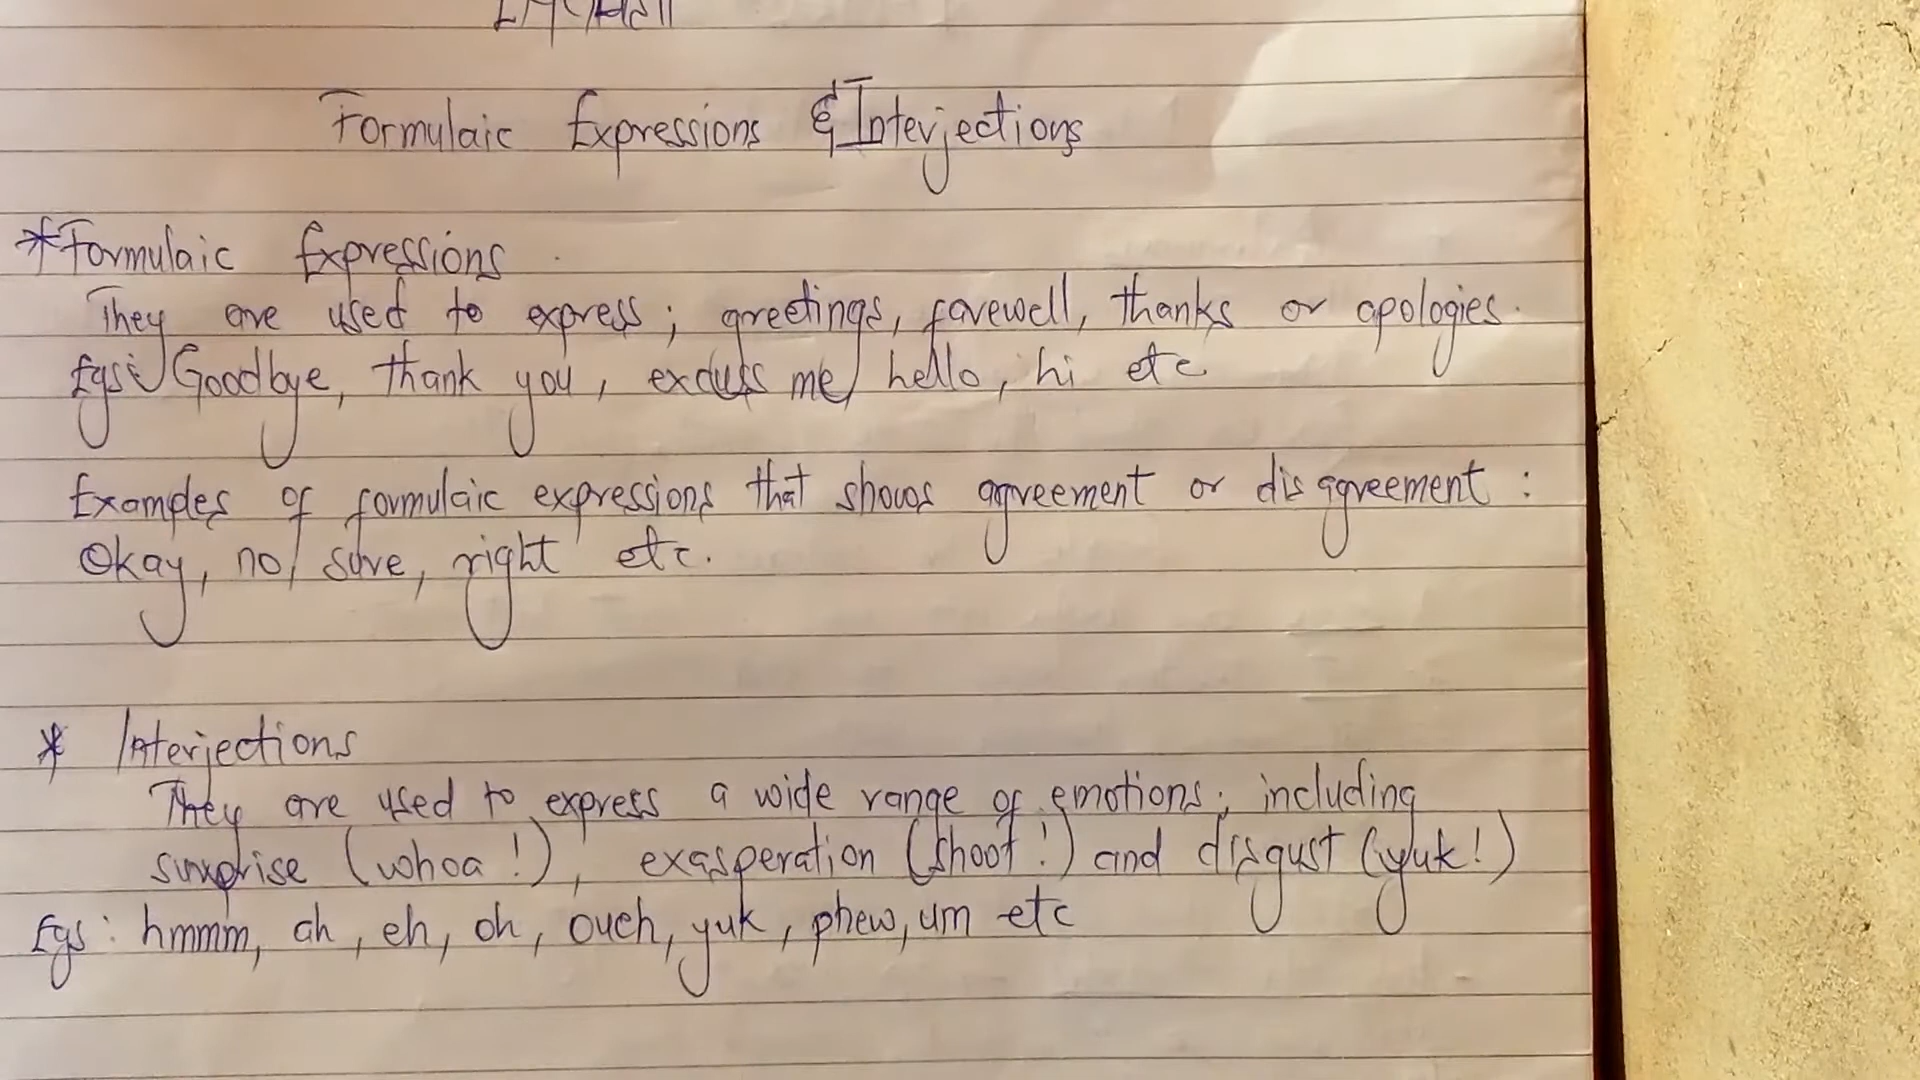 Formulaic Expressions & Interjections
*Formulaic Expressions
They are used to express; greetings, farewell, thanks or apologies.
Egs: Goodbye, thank you, excuse me, hello, hi etc
Examples of formulaic expressions that shows agreement or disagreement :
Okay, no, sure, right etc.
* Interjections
They are used to express a wide range of emotions; including
surprise (whoa!), exasperation (shoot!) and disgust (yuk!)
Egs: hmmm, ah, eh, oh, ouch, yuk, phew, um etc